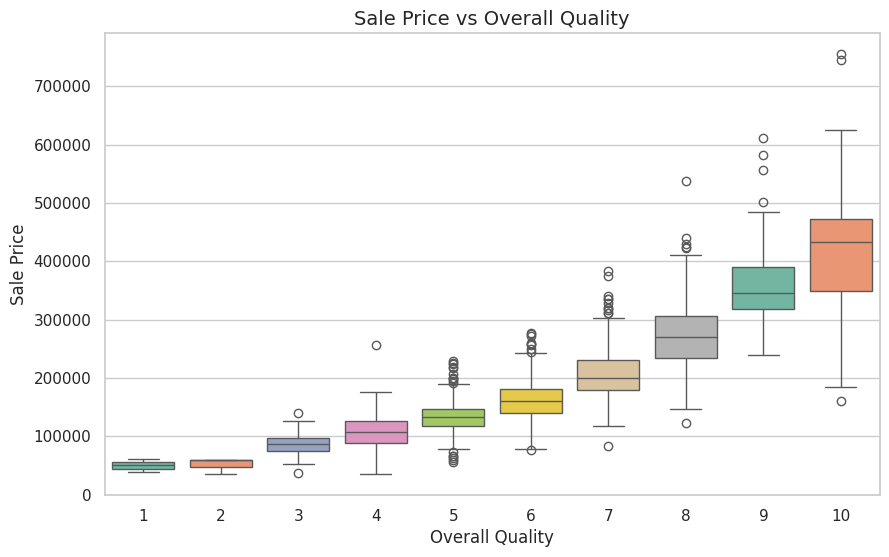 Sale Price vs Overall Quality
700000
600000
500000
400000
300000
200000
100000
0
Sale Price
1 2 3 4 5 6 7 8 9 10
Overall Quality